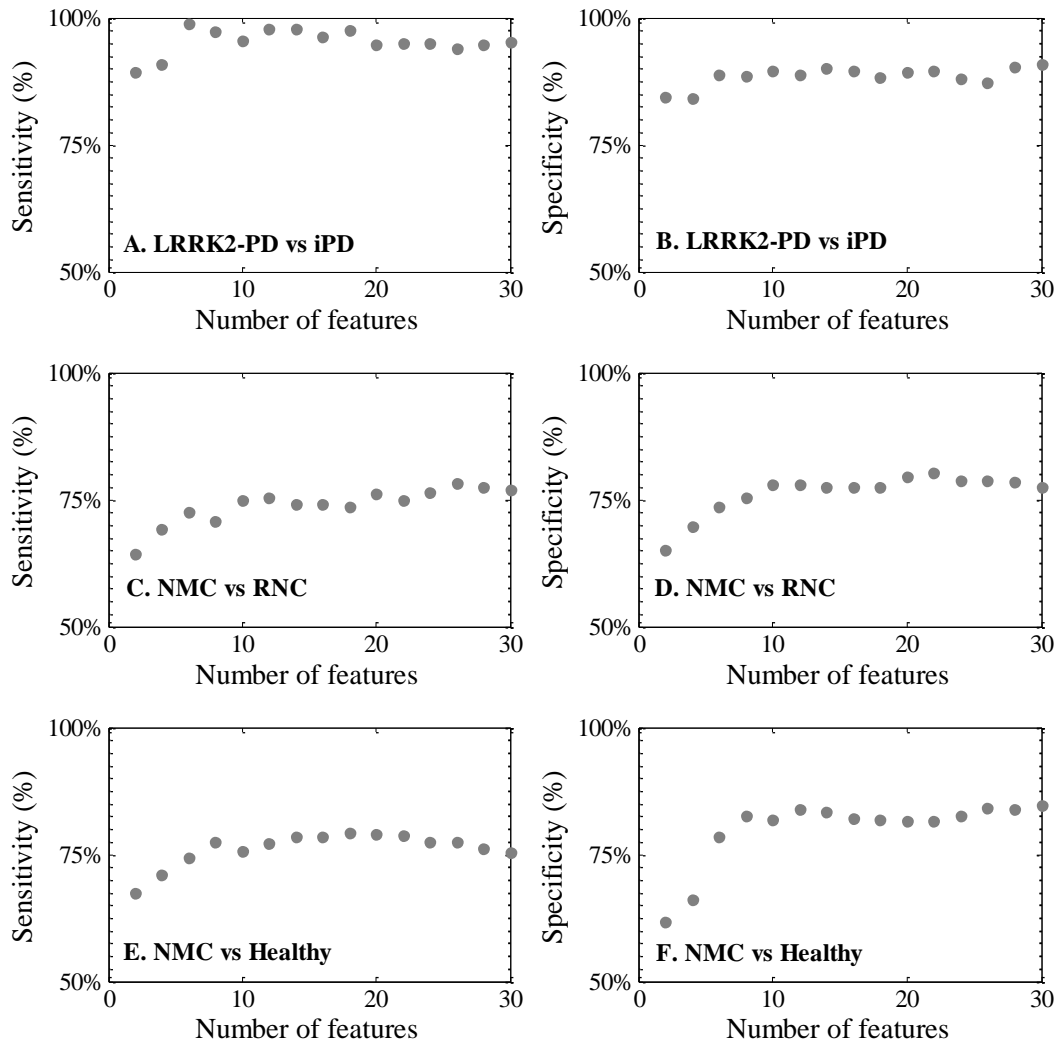 100%
75%
50%
Sensitivity (%)
A. LRRK2-PD vs iPD
0 10 20 30
Number of features
100%
75%
50%
Specificity (%)
B. LRRK2-PD vs iPD
0 10 20 30
Number of features
100%
75%
50%
Sensitivity (%)
C. NMC vs RNC
0 10 20 30
Number of features
100%
75%
50%
Specificity (%)
D. NMC vs RNC
0 10 20 30
Number of features
100%
75%
50%
Sensitivity (%)
E. NMC vs Healthy
0 10 20 30
Number of features
100%
75%
50%
Specificity (%)
F. NMC vs Healthy
0 10 20 30
Number of features